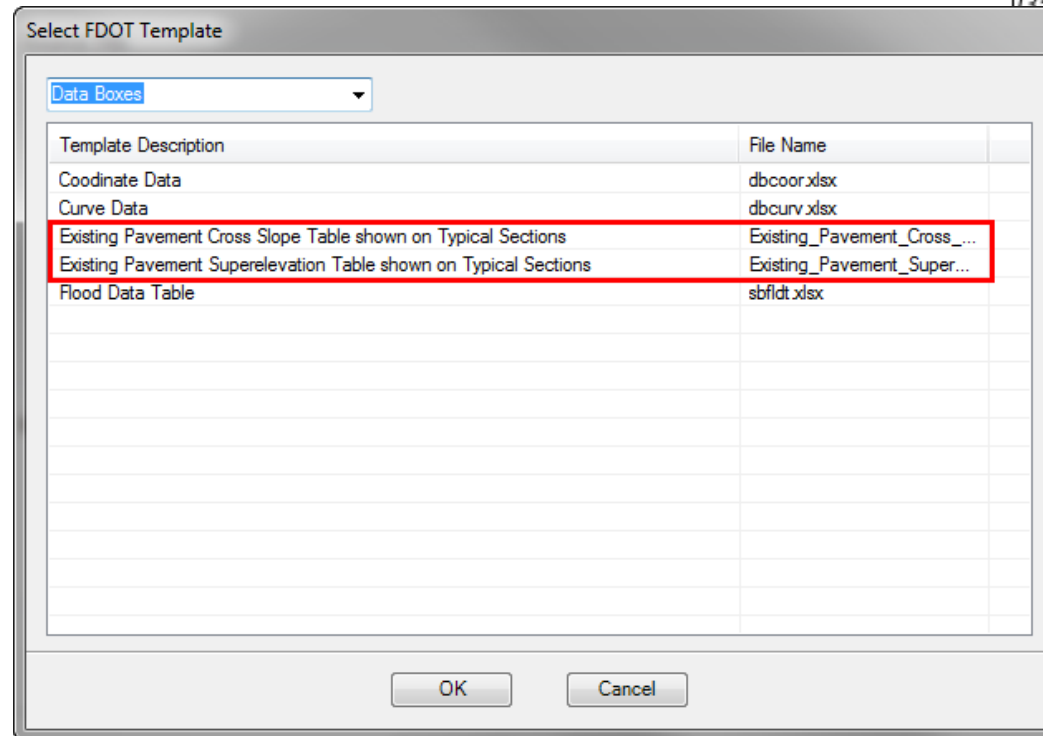 Select FDOT Template
Data Boxes
Template Description File Name
Coodinate Data dbcoor.xlsx
Curve Data dbcurv.xlsx
Existing Pavement Cross Slope Table shown on Typical Sections Existing_Pavement_Cross_...
Existing Pavement Superelevation Table shown on Typical Sections Existing_Pavement_Super...
Flood Data Table sbfldt.xlsx
OK Cancel